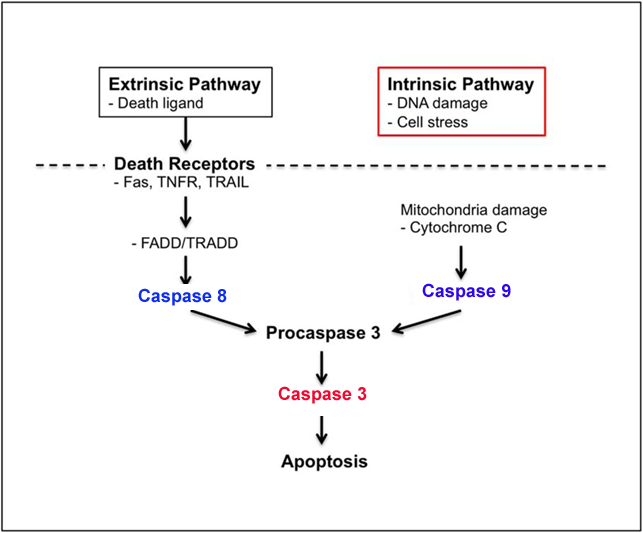 Extrinsic Pathway
- Death ligand
Intrinsic Pathway
- DNA damage
- Cell stress
Death Receptors
- Fas, TNFR, TRAIL
Mitochondria damage
- Cytochrome C
- FADD/TRADD
Caspase 8
Caspase 9
Procaspase 3
Caspase 3
Apoptosis